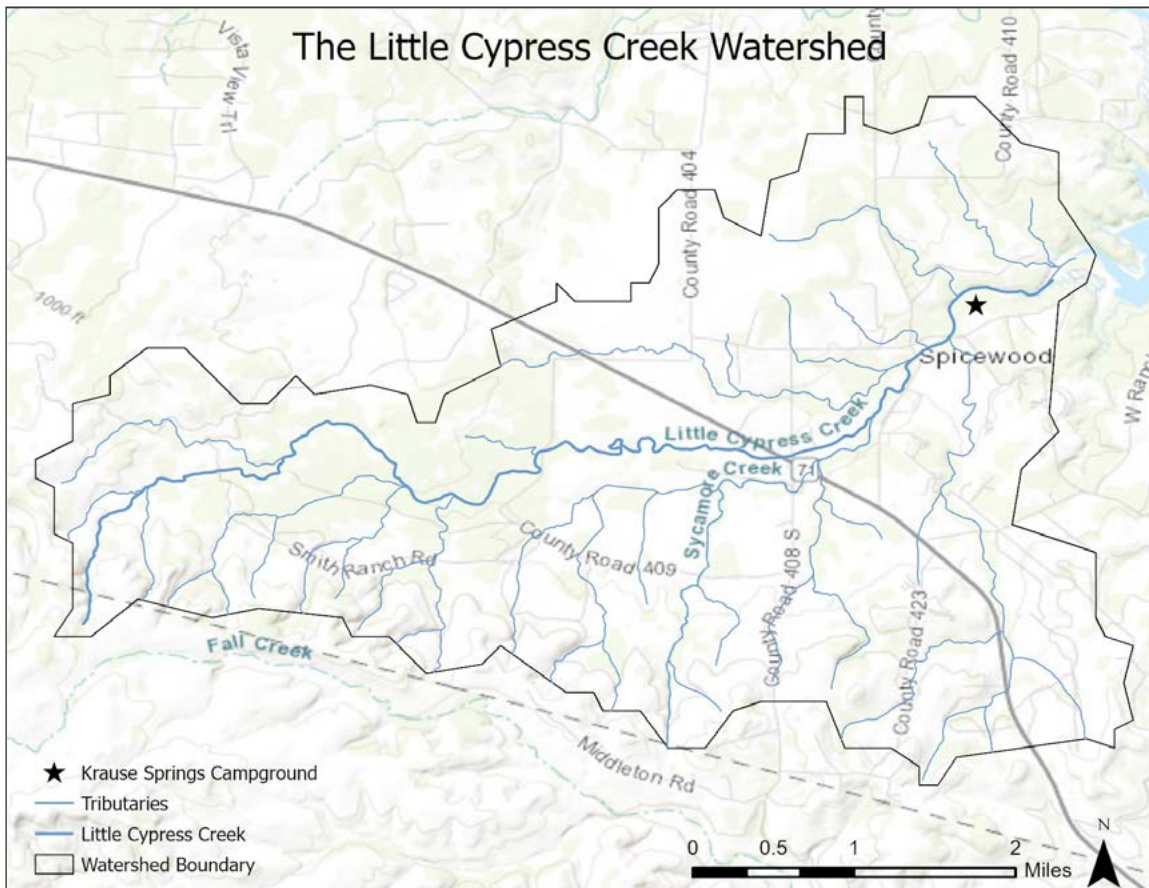 The Little Cypress Creek Watershed
Vista View Trl
County
County Road 410
County Road 404
1000 ft
Spicewood
W Ran
Little Cypress Creek
71
Sycamore Creek
Smith Ranch Rd
County Road 409
County Road 408 S
County Road 423
Fall Creek
Middleton Rd
Krause Springs Campground
Tributaries
Little Cypress Creek
Watershed Boundary
0 0.5 1 2
Miles
N